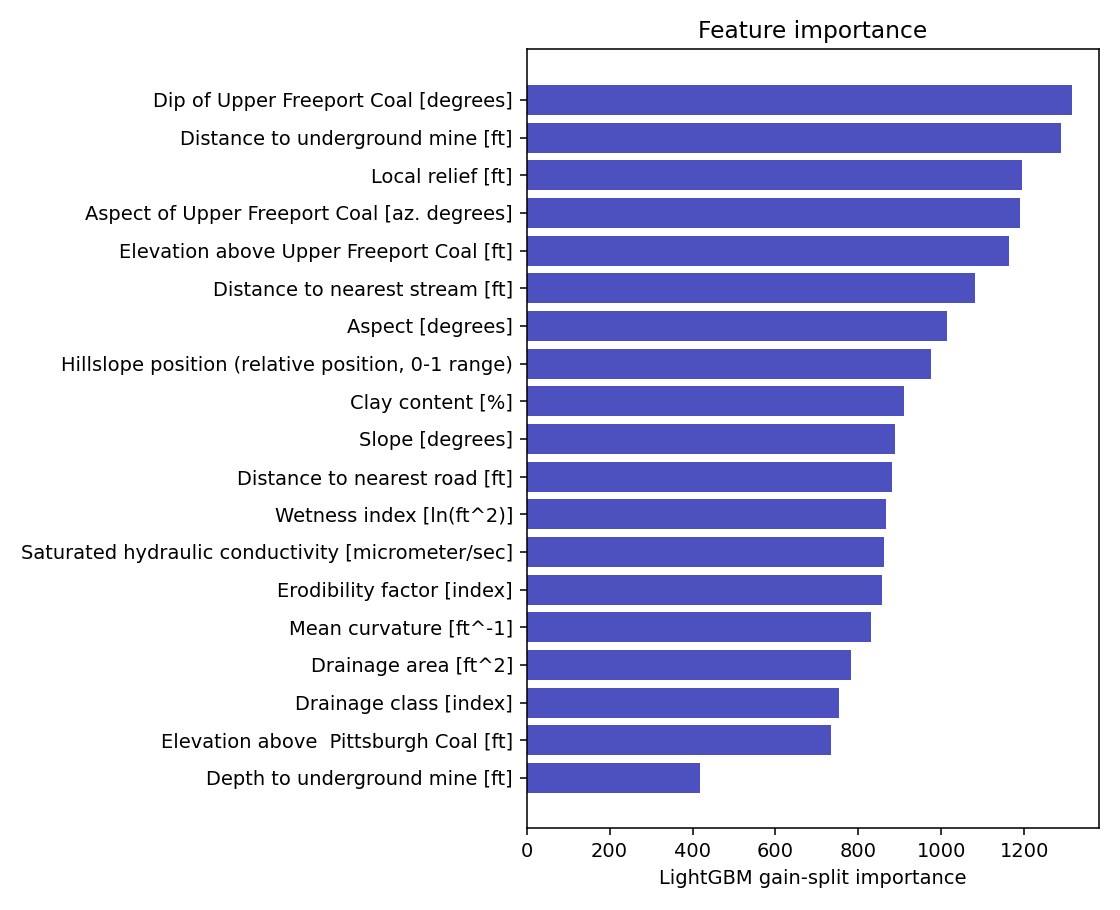 Feature importance
Dip of Upper Freeport Coal [degrees]
Distance to underground mine [ft]
Local relief [ft]
Aspect of Upper Freeport Coal [az. degrees]
Elevation above Upper Freeport Coal [ft]
Distance to nearest stream [ft]
Aspect [degrees]
Hillslope position (relative position, 0-1 range)
Clay content [%]
Slope [degrees]
Distance to nearest road [ft]
Wetness index [ln(ft^2)]
Saturated hydraulic conductivity [micrometer/sec]
Erodibility factor [index]
Mean curvature [ft^-1]
Drainage area [ft^2]
Drainage class [index]
Elevation above  Pittsburgh Coal [ft]
Depth to underground mine [ft]
0 200 400 600 800 1000 1200
LightGBM gain-split importance